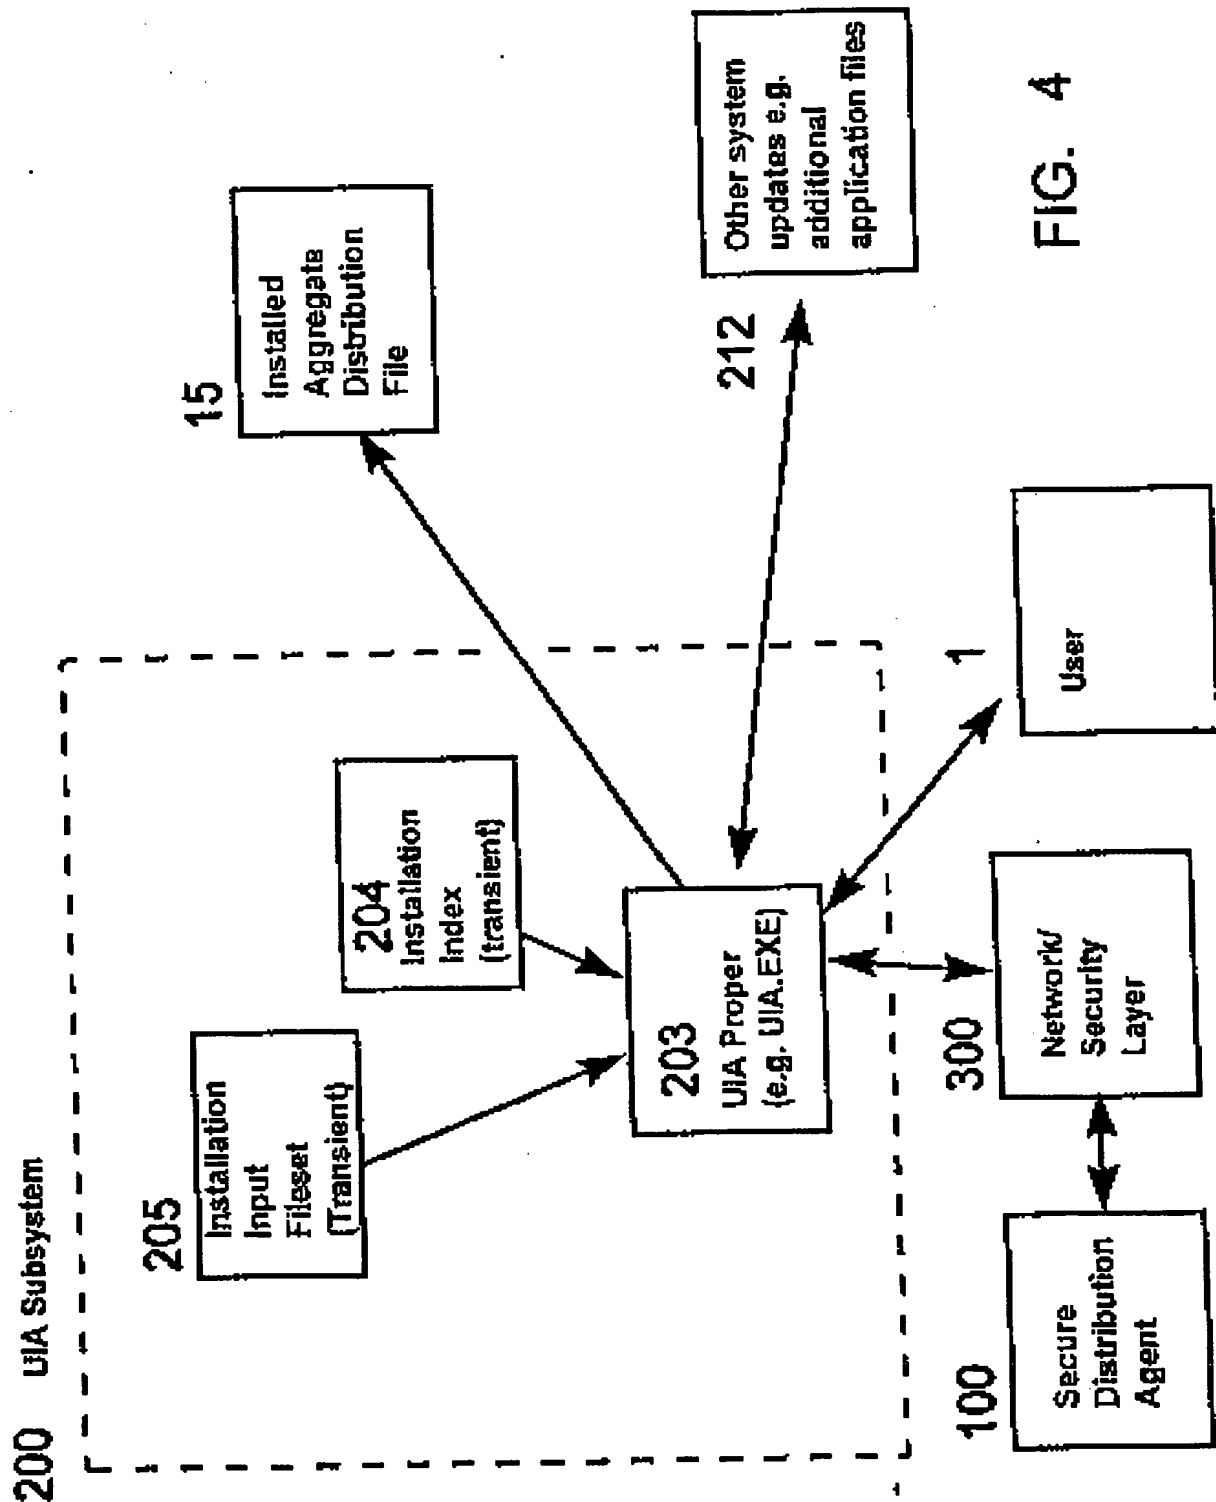 200 UIA Subsystem
205
Installation
Input
Fileset
(Transient)
204
Installation
Index
(transient)
15
Installed
Aggregate
Distribution
File
203
UIA Proper
(e.g. UIA.EXE)
212
Other system
updates e.g.
additional
application files
100
Secure
Distribution
Agent
300
Network/
Security
Layer
1
User
FIG. 4